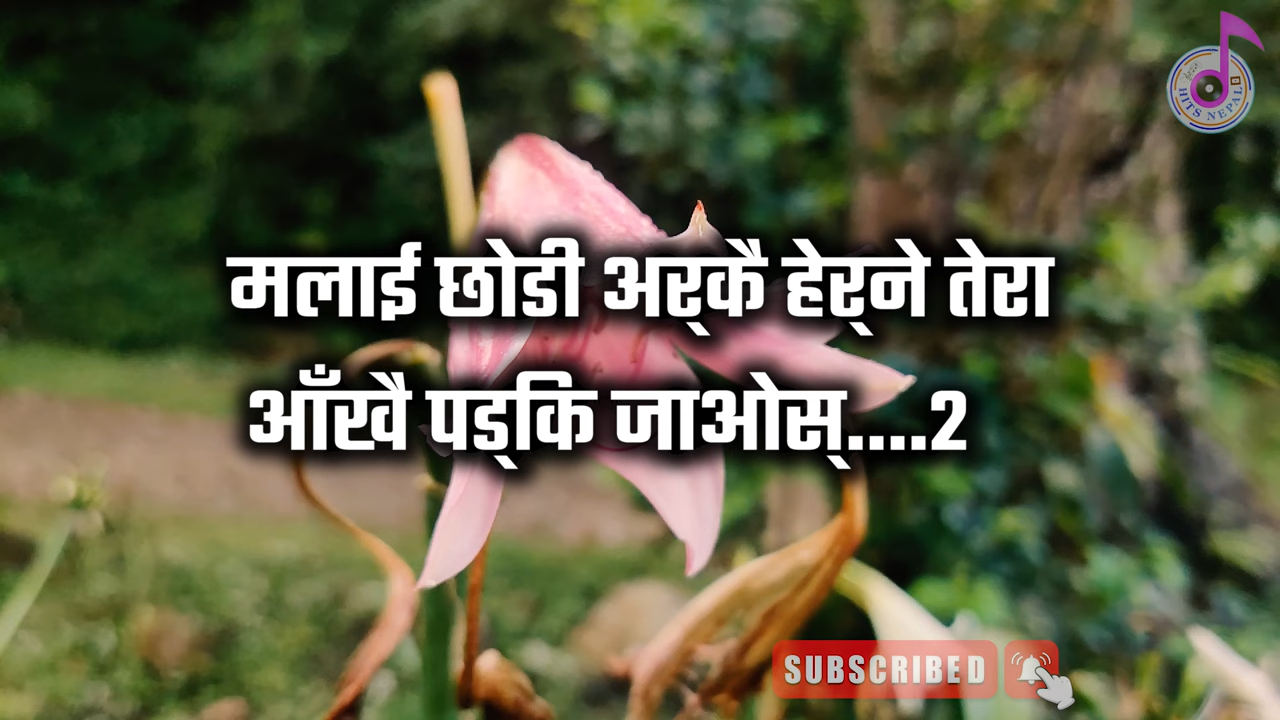 HITS NEPAL
मलाई छोडी अर्‌कै हेर्‌ने तेरा
आँखै पड्‌कि जाओस्....2
SUBSCRIBED